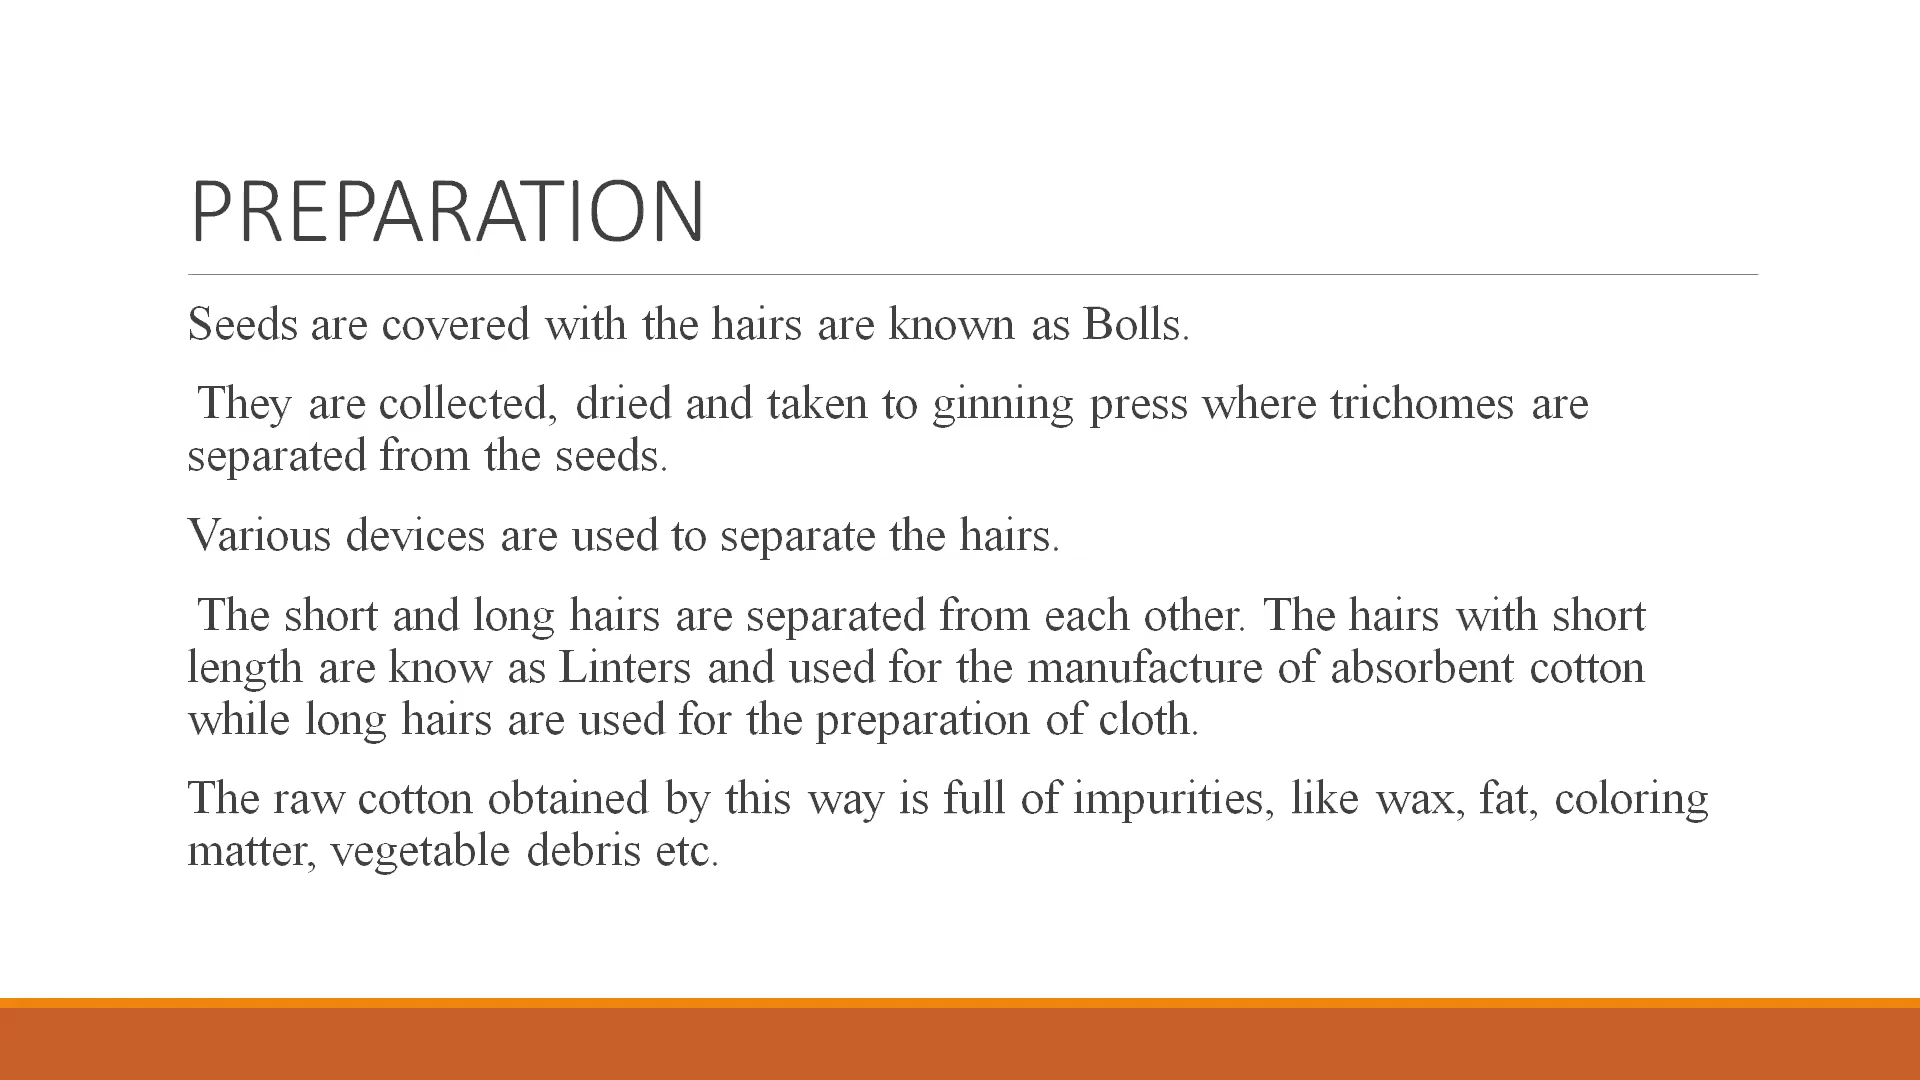 PREPARATION
Seeds are covered with the hairs are known as Bolls.
They are collected, dried and taken to ginning press where trichomes are
separated from the seeds.
Various devices are used to separate the hairs.
The short and long hairs are separated from each other. The hairs with short
length are know as Linters and used for the manufacture of absorbent cotton
while long hairs are used for the preparation of cloth.
The raw cotton obtained by this way is full of impurities, like wax, fat, coloring
matter, vegetable debris etc.